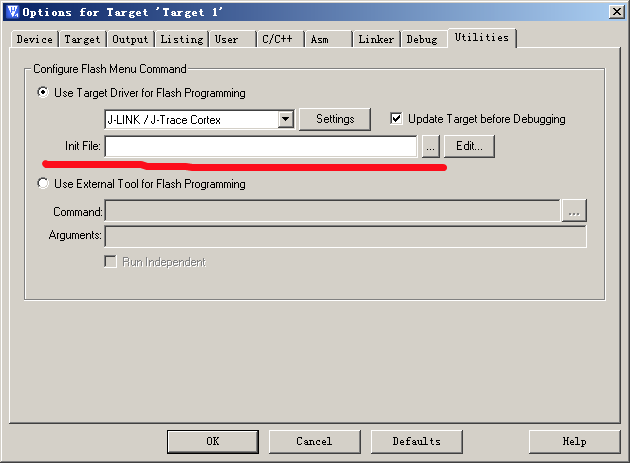 Options for Target 'Target 1'
Device Target Output Listing User C/C++ Asm Linker Debug Utilities
Configure Flash Menu Command
Use Target Driver for Flash Programming
J-LINK / J-Trace Cortex Settings Update Target before Debugging
Init File: ... Edit...
Use External Tool for Flash Programming
Command: ...
Arguments:
Run Independent
OK Cancel Defaults Help